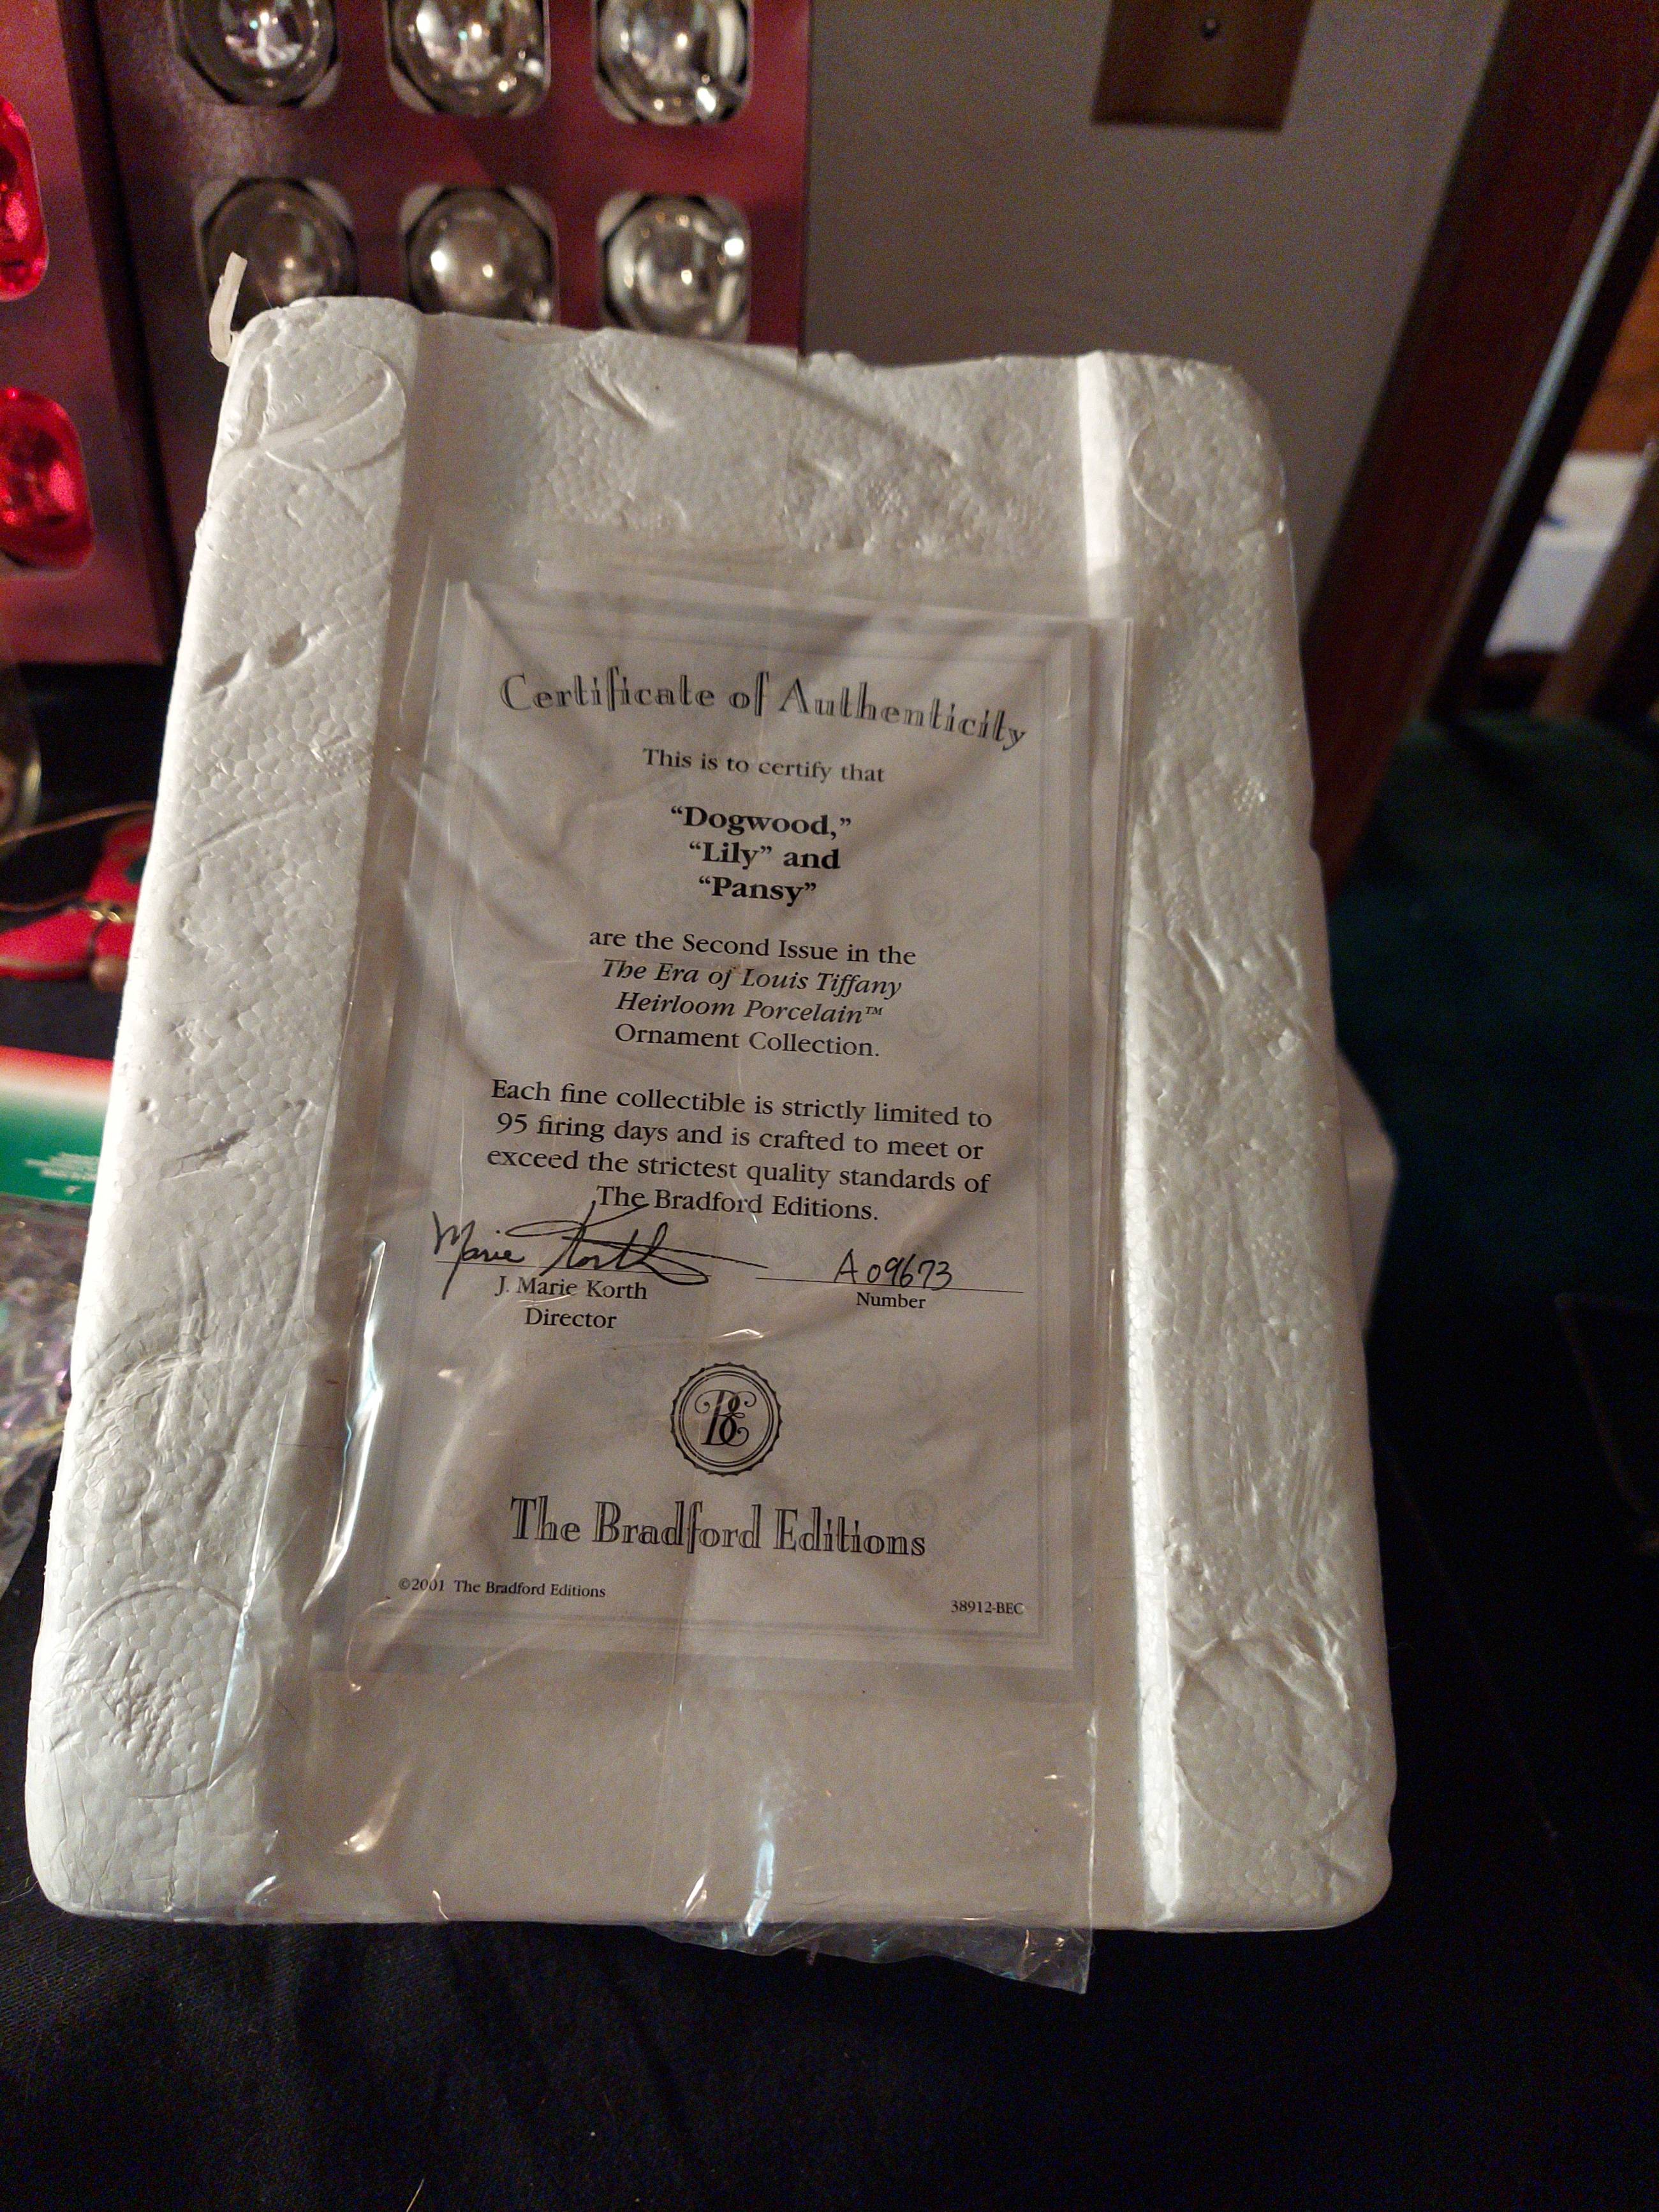 Certificate of Authenticity
This is to certify that
“Dogwood,”
“Lily” and
“Pansy”
are the Second Issue in the
The Era of Louis Tiffany
Heirloom Porcelain™
Ornament Collection.
Each fine collectible is strictly limited to
95 firing days and is crafted to meet or
exceed the strictest quality standards of
The Bradford Editions.
Marie Korth
A09673
J. Marie Korth
Number
Director
BE
The Bradford Editions
©2001 The Bradford Editions
38912-BEC